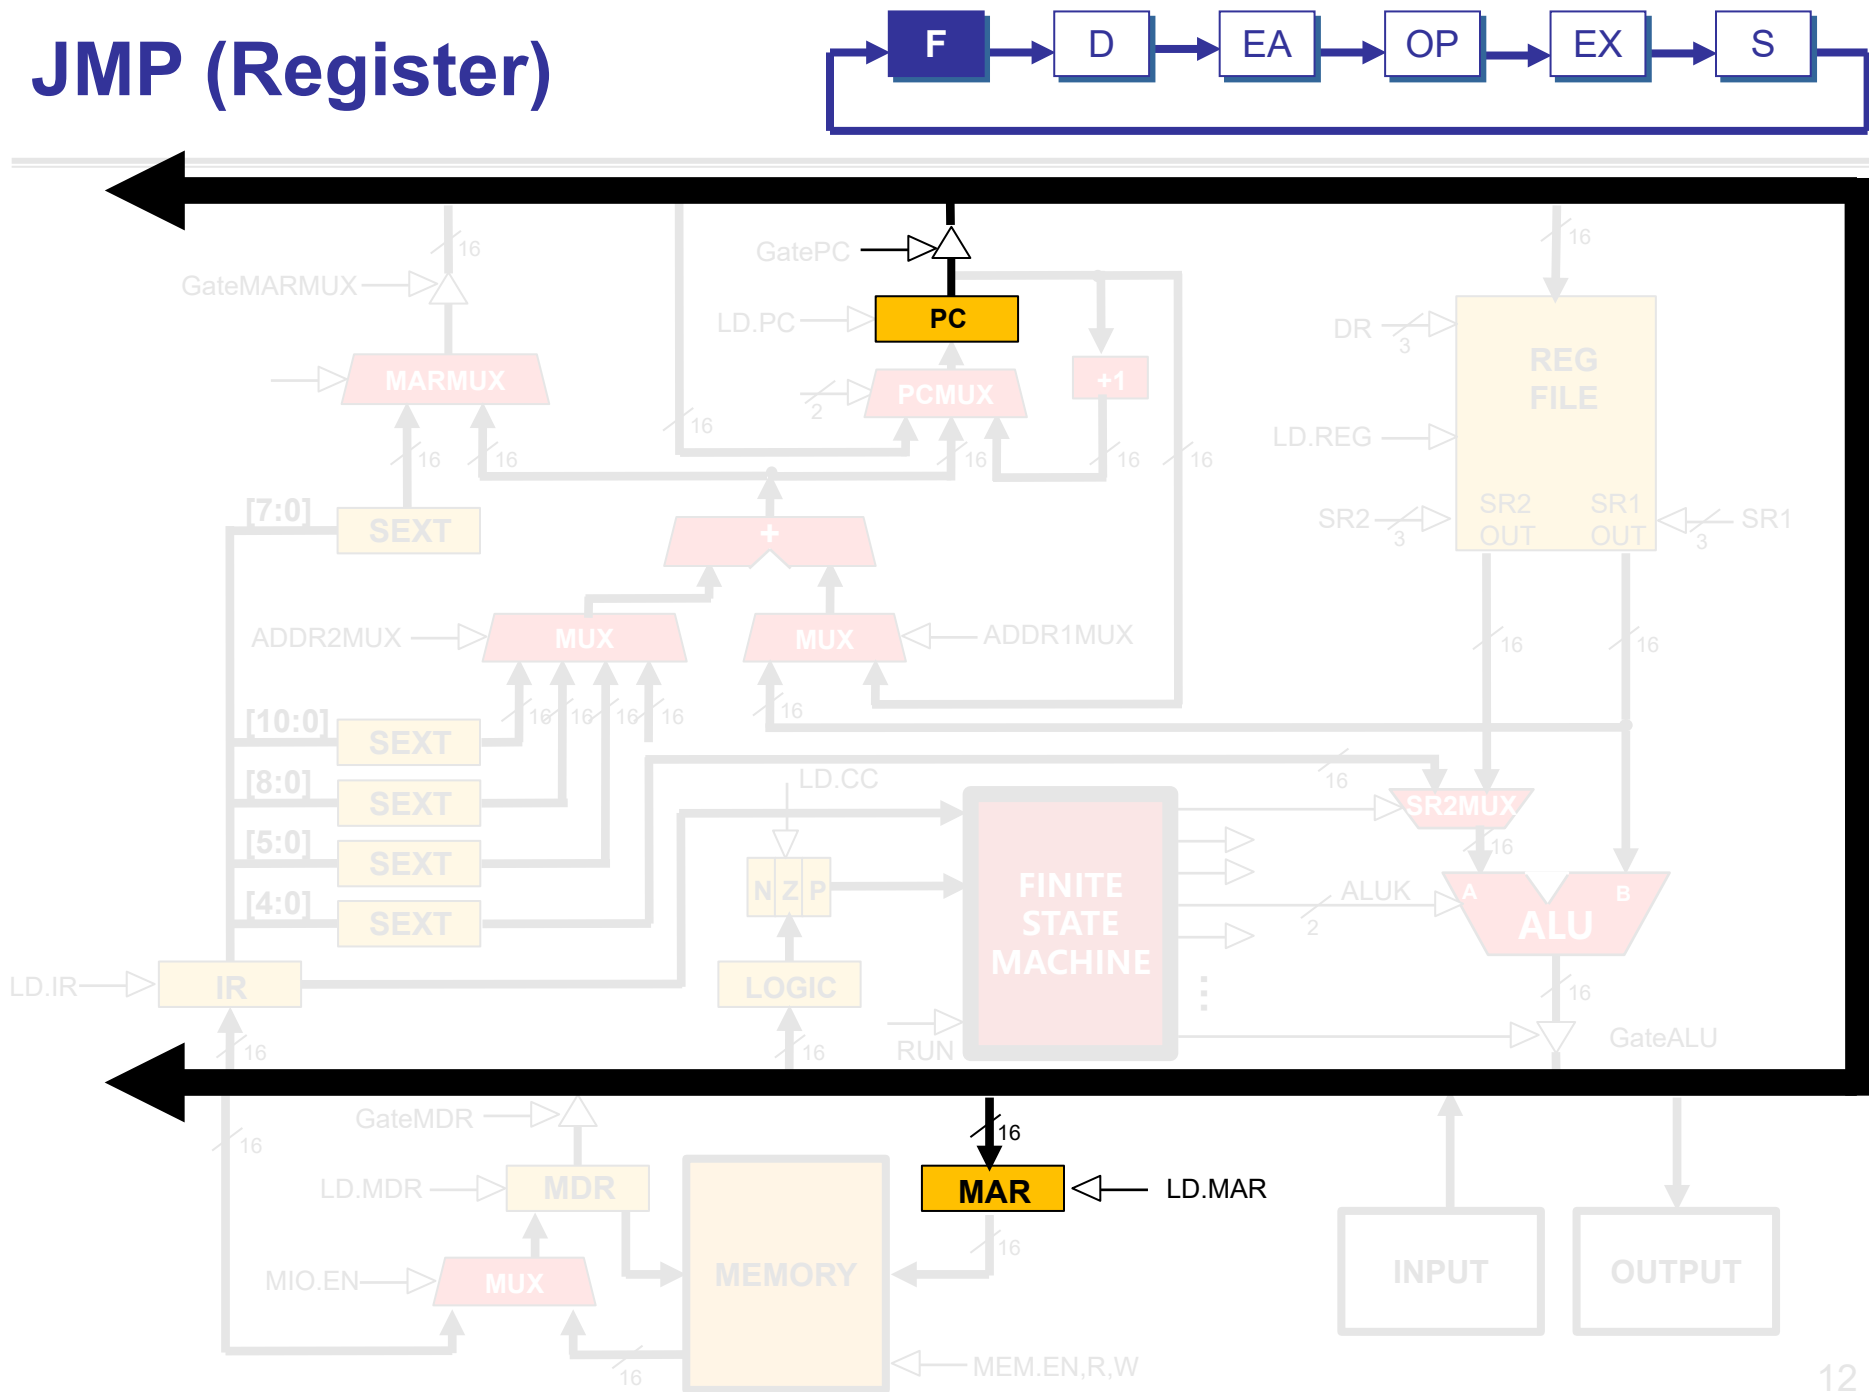 JMP (Register)
F D EA OP EX S
16
16
GatePC
GateMARMUX
LD.PC
PC
DR
3
REG
FILE
MARMUX
PCMUX
+1
2
16
LD.REG
16
16
16
16
16
[7:0]
SEXT
SR2
3
SR2
OUT
SR1
OUT
SR1
3
+
ADDR2MUX
MUX
MUX
ADDR1MUX
16
16
16
16
16
16
16
[10:0]
SEXT
[8:0]
SEXT
LD.CC
16
SR2MUX
[5:0]
SEXT
16
N Z P
FINITE
STATE
MACHINE
ALUK
2
A
B
ALU
[4:0]
SEXT
LD.IR
IR
LOGIC
⋮
16
16
16
RUN
GateALU
GateMDR
16
16
LD.MDR
MDR
MAR
LD.MAR
16
MIO.EN
MUX
MEMORY
INPUT
OUTPUT
16
MEM.EN,R,W
12